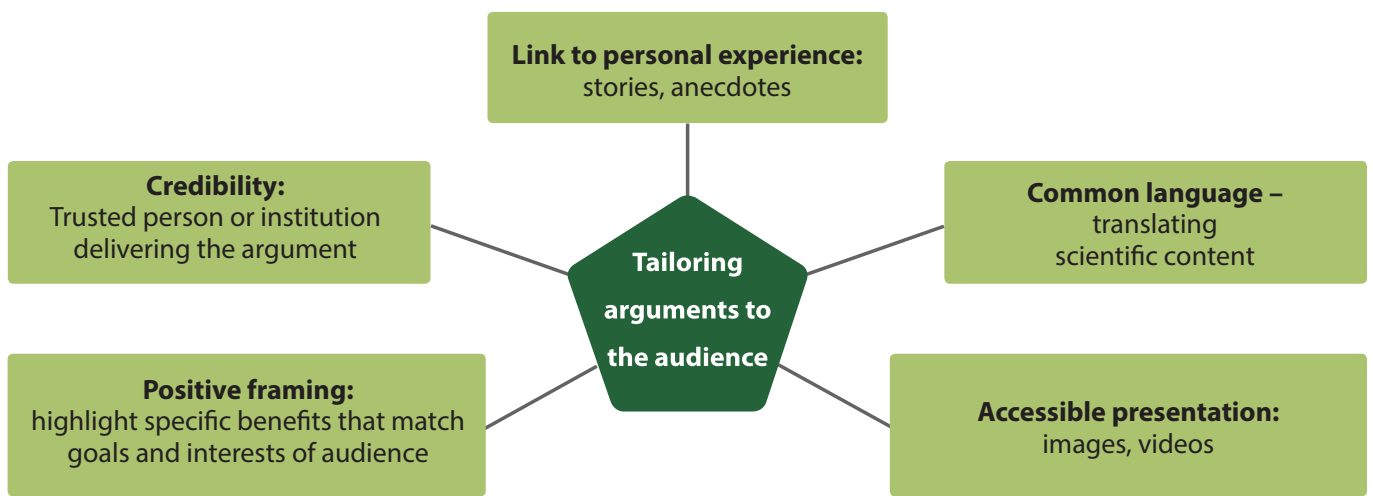 Link to personal experience:
stories, anecdotes
Credibility:
Trusted person or institution
delivering the argument
Common language –
translating
scientific content
Tailoring
arguments to
the audience
Positive framing:
highlight specific benefits that match
goals and interests of audience
Accessible presentation:
images, videos